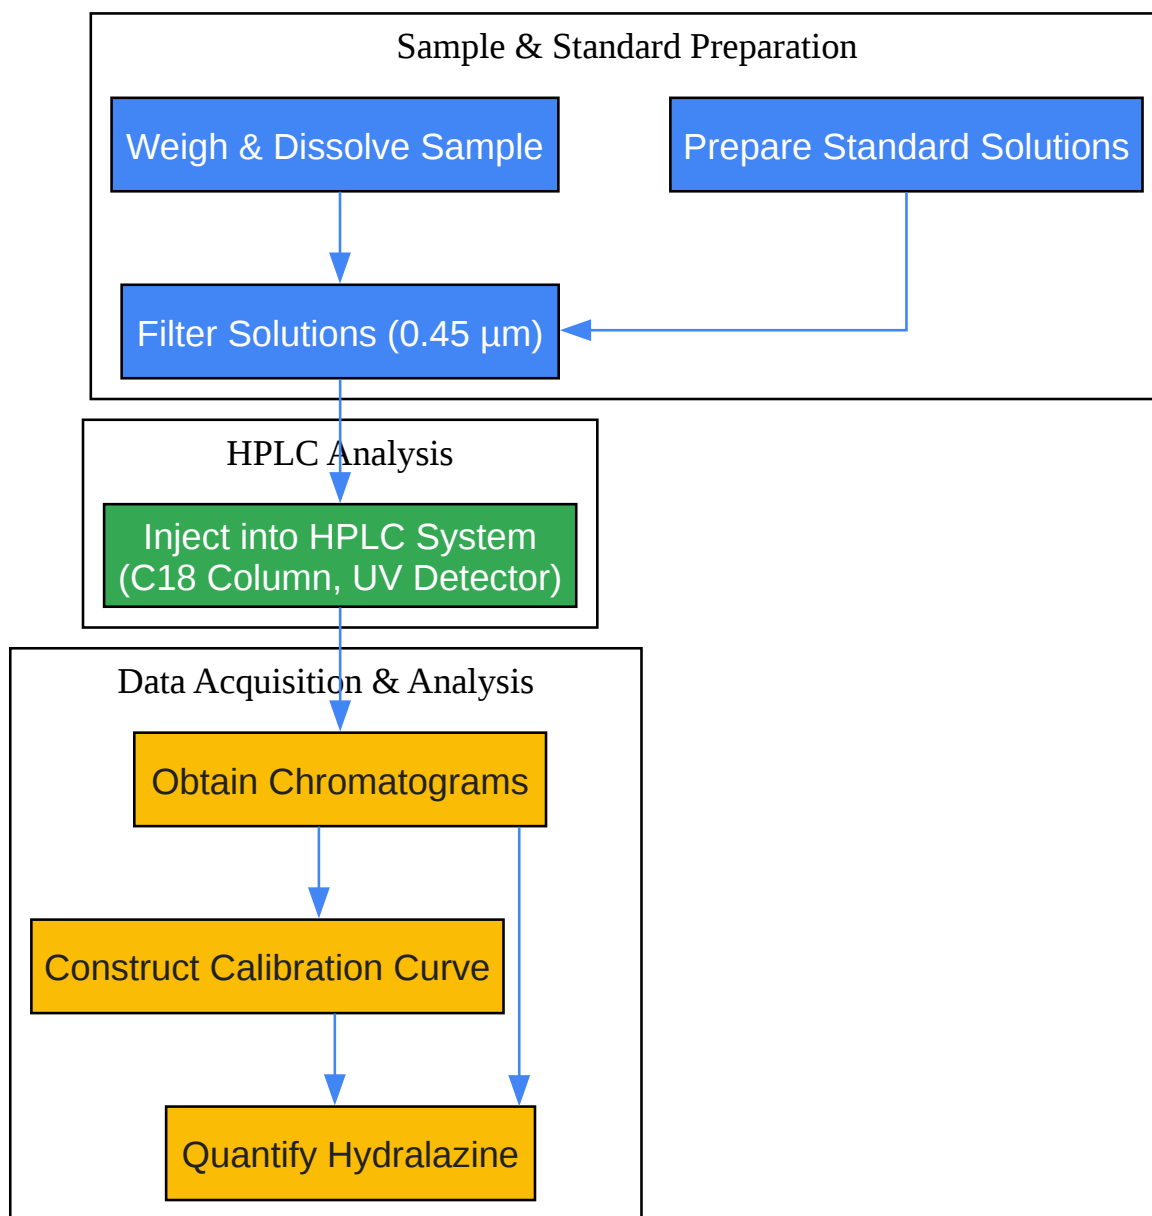 Sample & Standard Preparation
Weigh & Dissolve Sample
Prepare Standard Solutions
Filter Solutions (0.45 µm)
HPLC Analysis
Inject into HPLC System
(C18 Column, UV Detector)
Data Acquisition & Analysis
Obtain Chromatograms
Construct Calibration Curve
Quantify Hydralazine